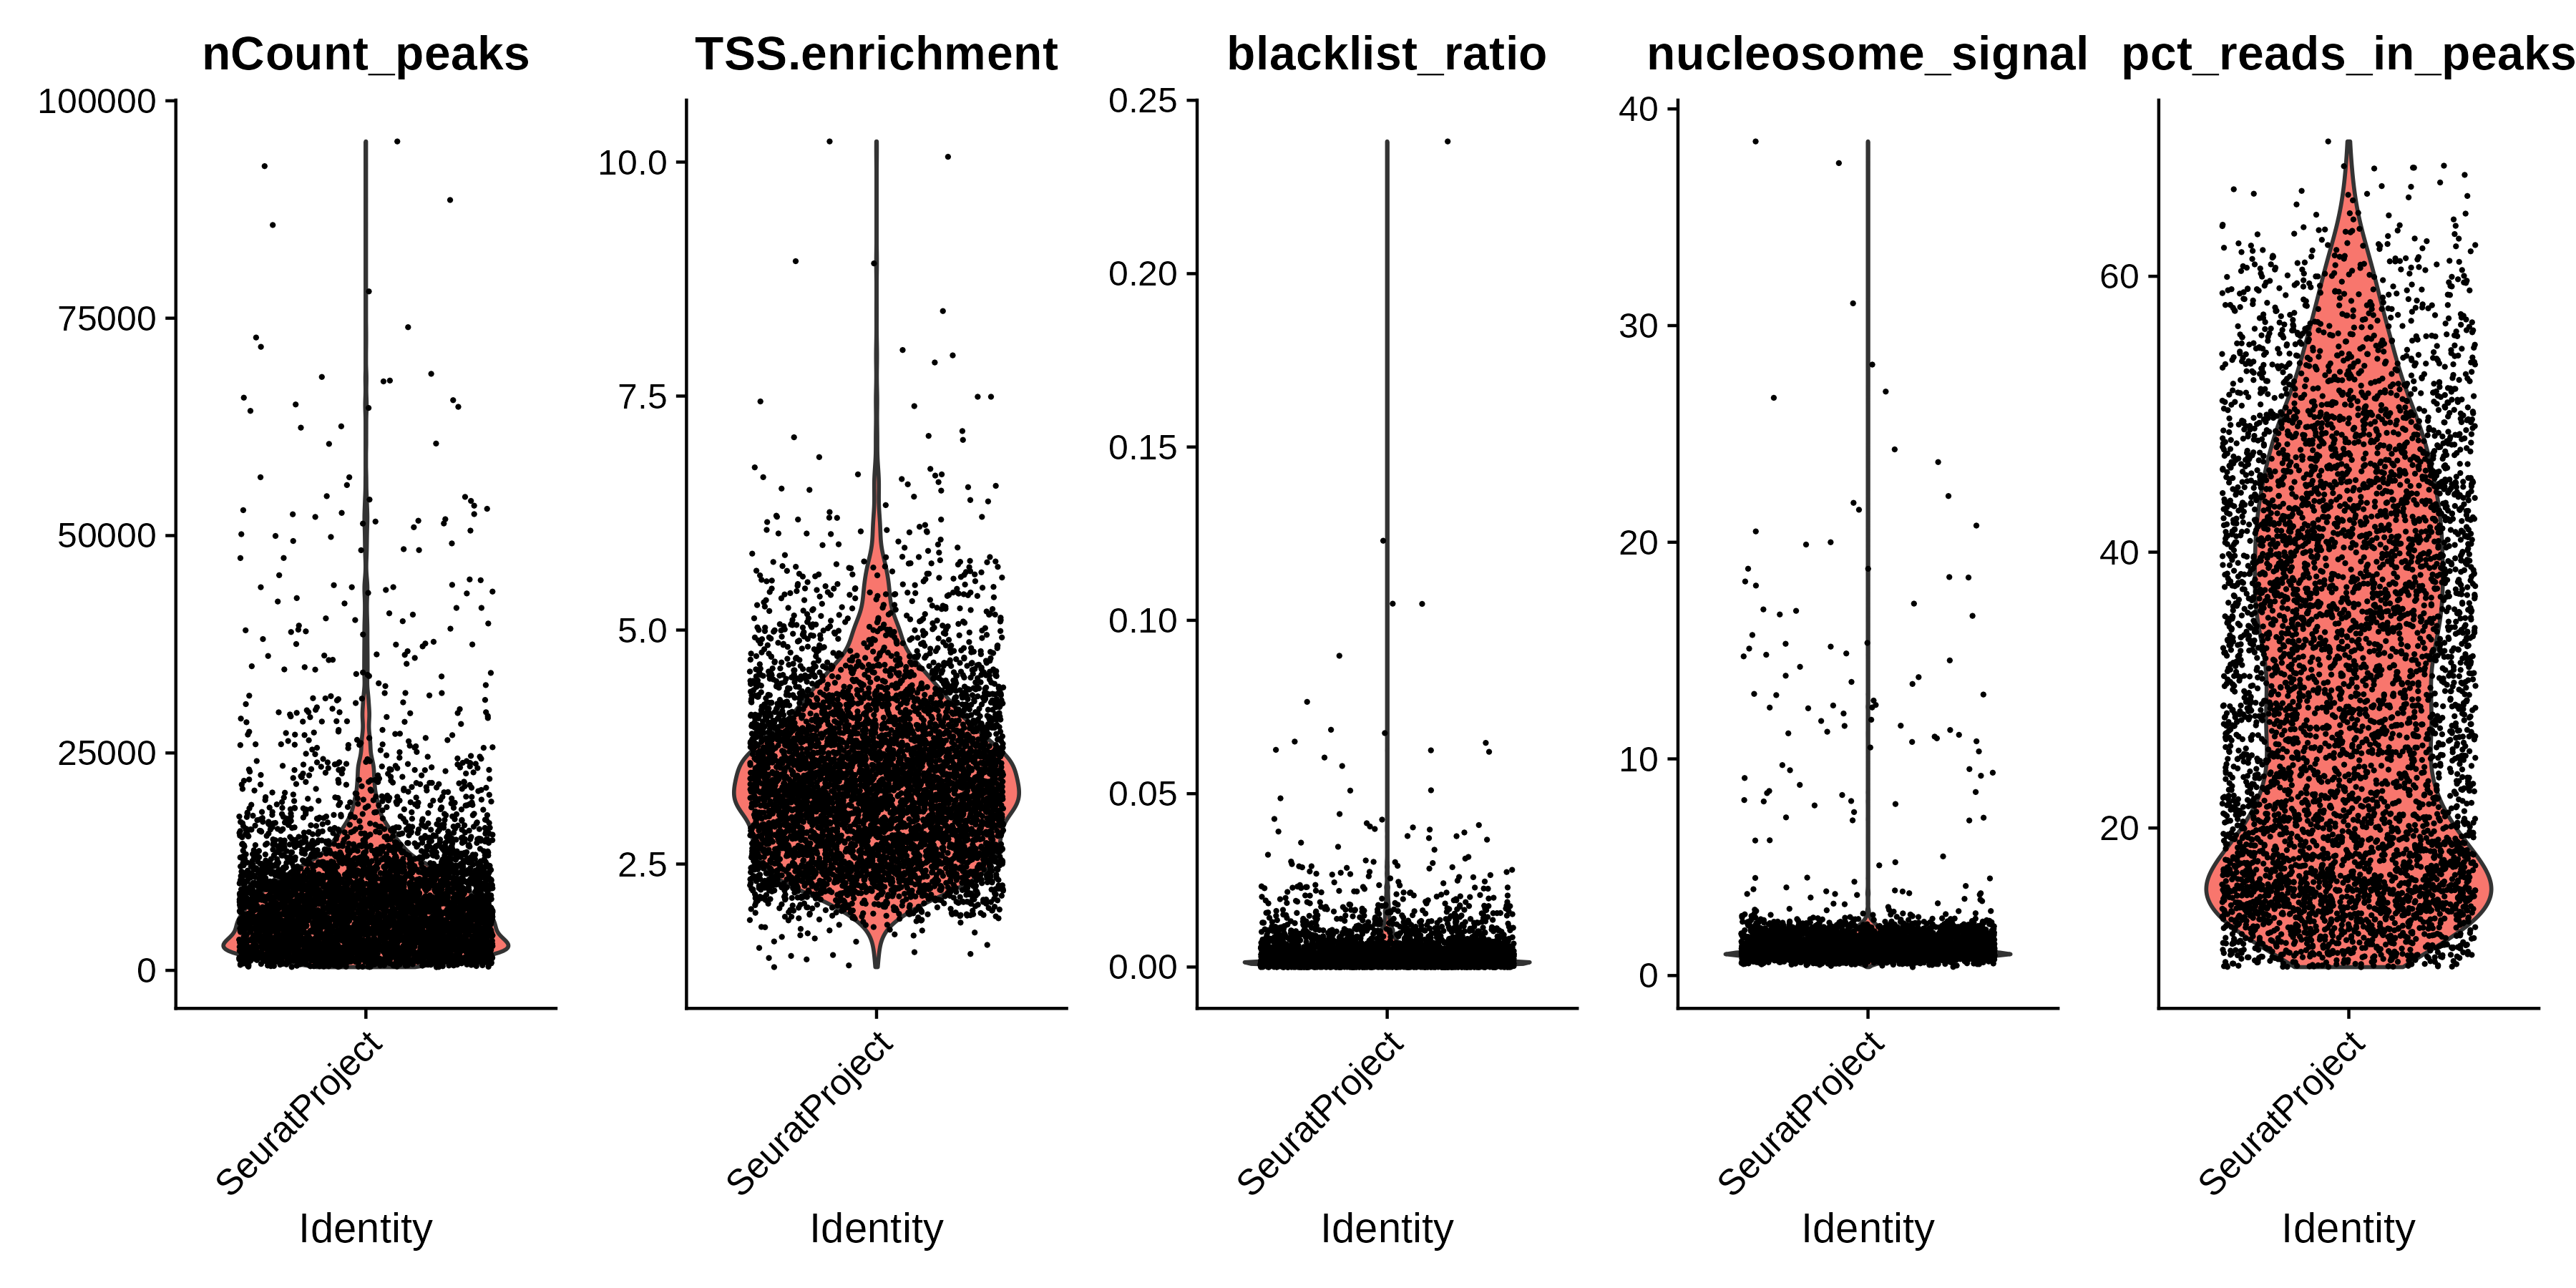 nCount_peaks
100000
75000
50000
25000
0
SeuratProject
Identity
TSS.enrichment
10.0
7.5
5.0
2.5
SeuratProject
Identity
blacklist_ratio
0.25
0.20
0.15
0.10
0.05
0.00
SeuratProject
Identity
nucleosome_signal
40
30
20
10
0
SeuratProject
Identity
pct_reads_in_peaks
60
40
20
SeuratProject
Identity